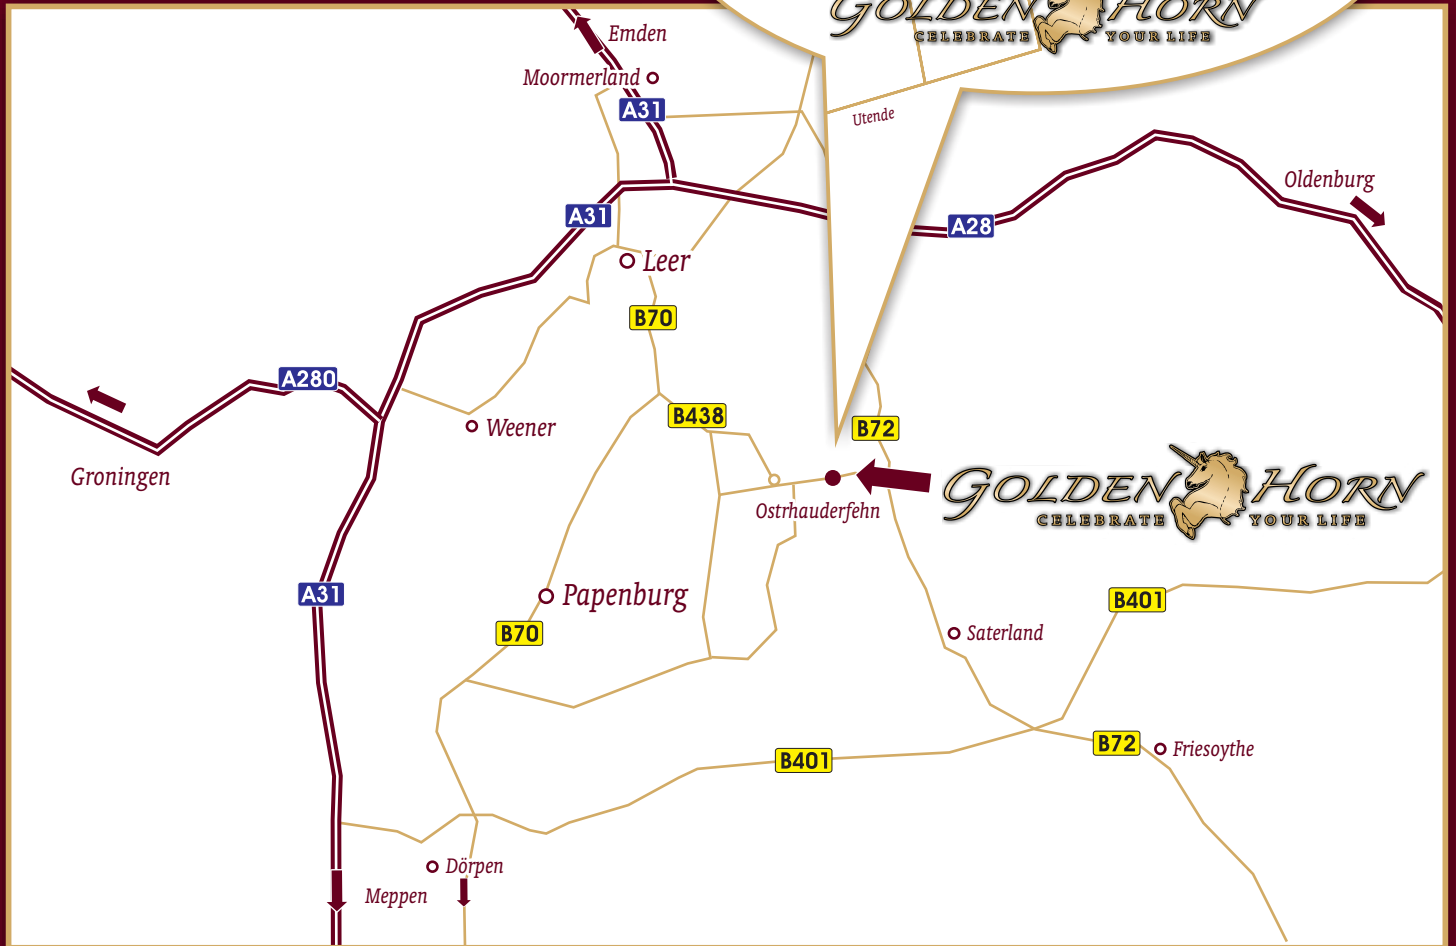 GOLDEN HORN
CELEBRATE YOUR LIFE
Emden
Moormerland
A31
Utende
Oldenburg
A31
A28
Leer
B70
A280
B438
Weener
B72
Groningen
GOLDEN HORN
CELEBRATE YOUR LIFE
Ostrhauderfehn
A31
Papenburg
B401
B70
Saterland
B72
Friesoythe
B401
Dörpen
Meppen